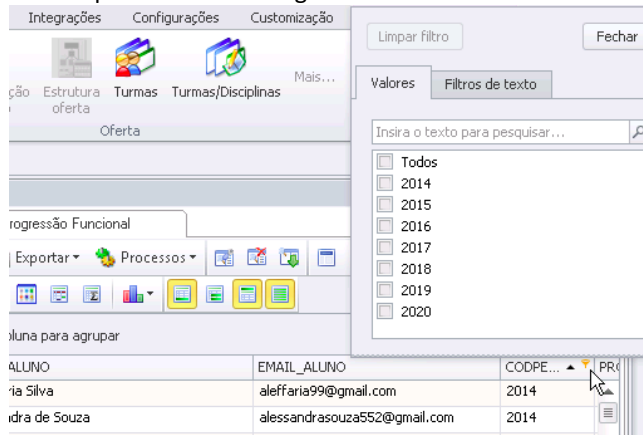 Integrações Configurações Customização
Limpar filtro Fechar
Valores Filtros de texto
ção Estrutura oferta Turmas Turmas/Disciplinas Mais...
Oferta
Insira o texto para pesquisar...
Todos
2014
2015
2016
2017
2018
2019
2020
rogressão Funcional
Exportar Processos
oluna para agrupar
ALUNO EMAIL_ALUNO CODPE... PR
ria Silva aleffaria99@gmail.com 2014
ndra de Souza alessandrasouza552@gmail.com 2014